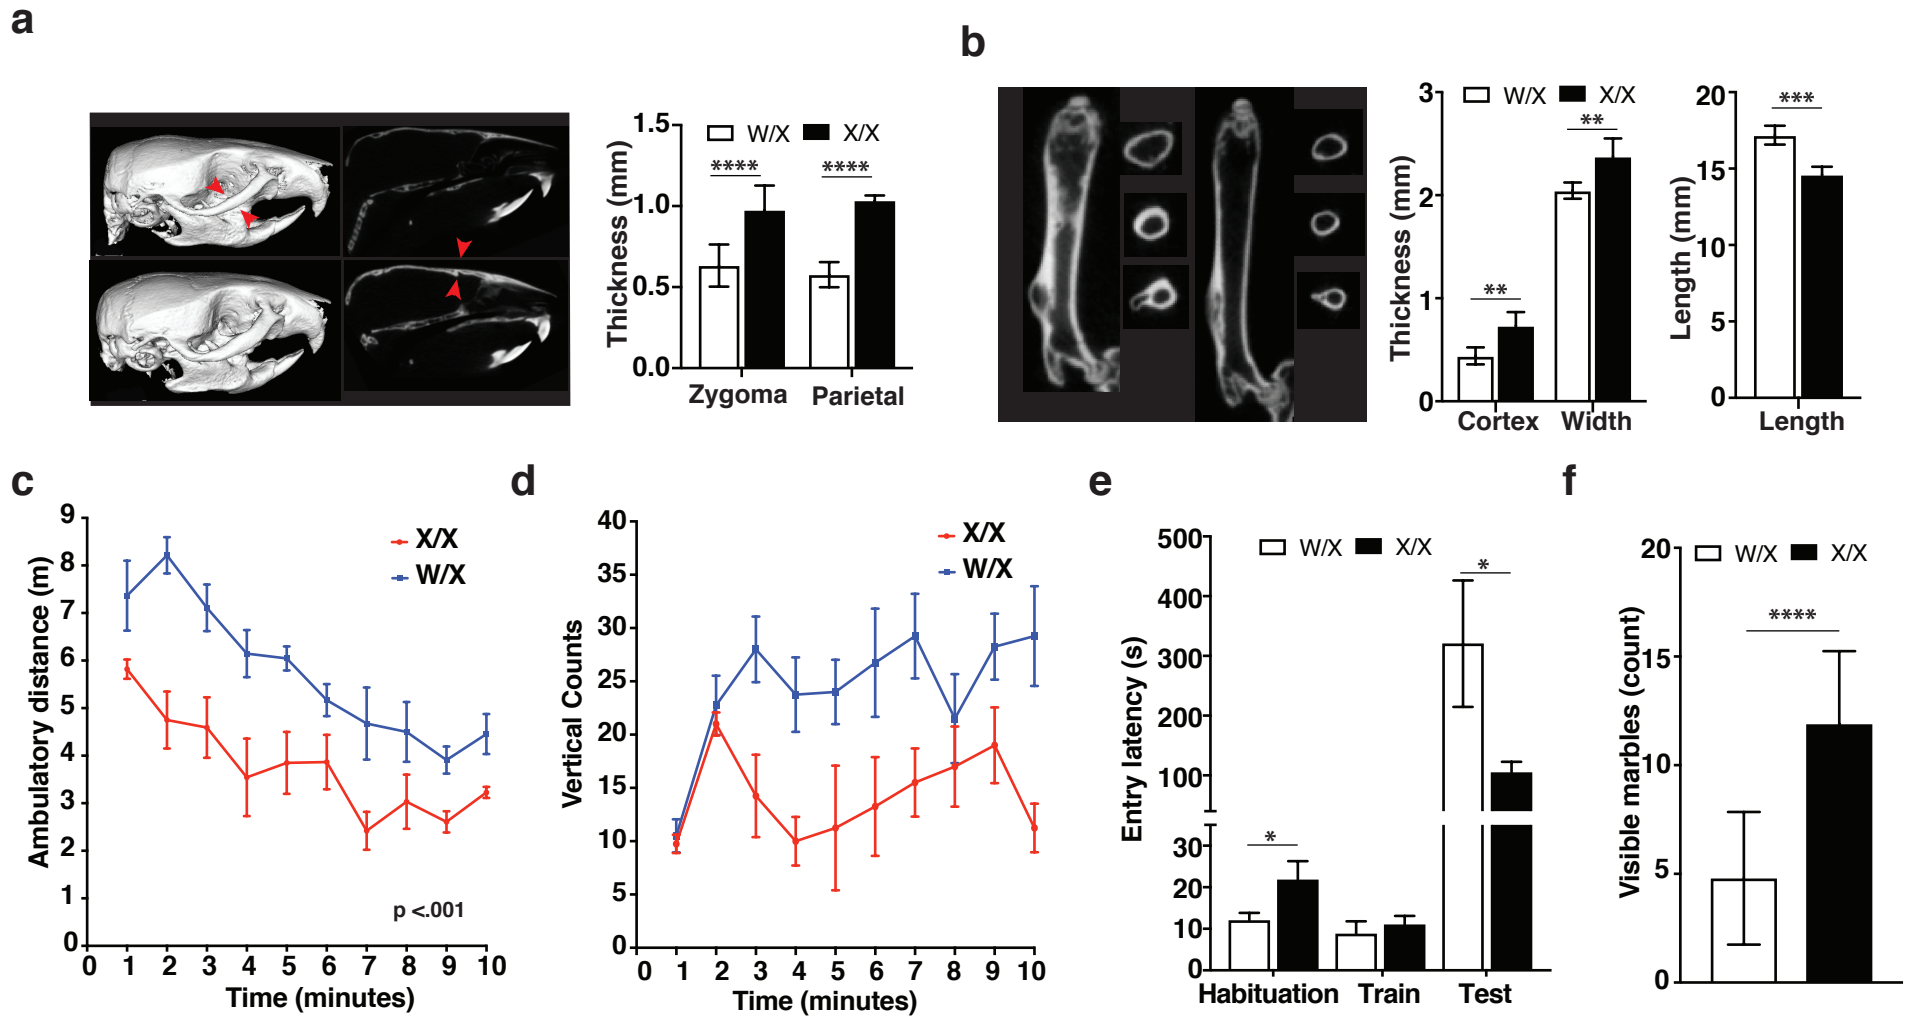 a
b
1.5
1.0
0.5
0.0
Thickness (mm)
W/X X/X
**** ****
Zygoma Parietal
3
2
1
0
Thickness (mm)
W/X X/X
**
**
Cortex Width
20
15
10
5
0
Length (mm)
***
Length
c
d
e
f
9
8
7
6
5
4
3
2
1
0
Ambulatory distance (m)
X/X
W/X
p <.001
0 1 2 3 4 5 6 7 8 9 10
Time (minutes)
40
35
30
25
20
15
10
5
0
Vertical Counts
X/X
W/X
0 1 2 3 4 5 6 7 8 9 10
Time (minutes)
500
400
300
200
100
30
20
10
0
Entry latency (s)
W/X X/X
*
*
Habituation Train Test
20
15
10
5
0
Visible marbles (count)
W/X X/X
****